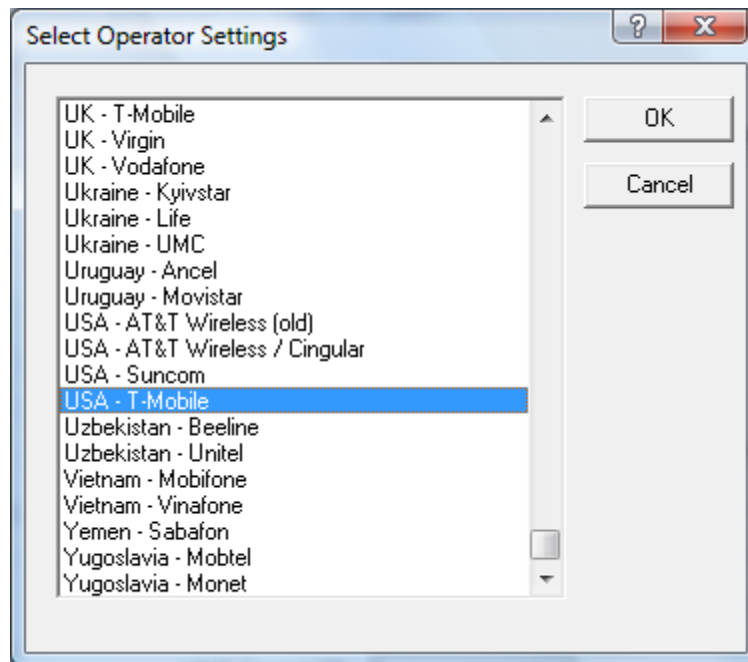 Select Operator Settings
UK - T-Mobile
UK - Virgin
UK - Vodafone
Ukraine - Kyivstar
Ukraine - Life
Ukraine - UMC
Uruguay - Ancel
Uruguay - Movistar
USA - AT&T Wireless (old)
USA - AT&T Wireless / Cingular
USA - Suncom
USA - T-Mobile
Uzbekistan - Beeline
Uzbekistan - Unitel
Vietnam - Mobifone
Vietnam - Vinafone
Yemen - Sabafon
Yugoslavia - Mobtel
Yugoslavia - Monet
OK
Cancel